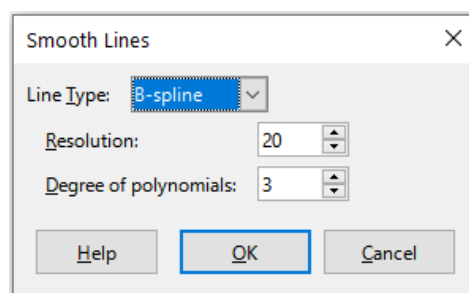 Smooth Lines
Line Type: B-spline
Resolution: 20
Degree of polynomials: 3
Help OK Cancel